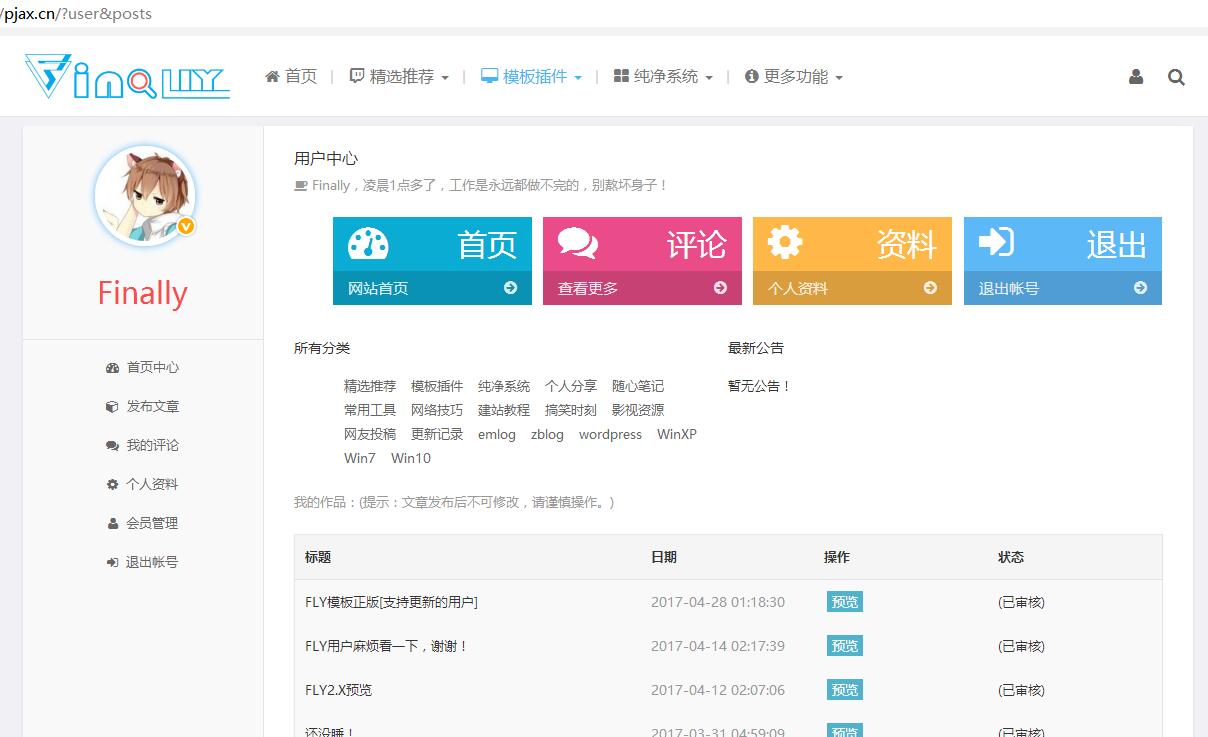 /pjax.cn/?user&posts
FinQLIY 首页 | 精选推荐 | 模板插件 | 纯净系统 | 更多功能
Finally
首页中心
发布文章
我的评论
个人资料
会员管理
退出帐号
用户中心
Finally，凌晨1点多了，工作是永远都做不完的，别熬坏身子！
首页 评论 资料 退出
网站首页 查看更多 个人资料 退出帐号
所有分类
精选推荐 模板插件 纯净系统 个人分享 随心笔记
常用工具 网络技巧 建站教程 搞笑时刻 影视资源
网友投稿 更新记录 emlog zblog wordpress WinXP
Win7 Win10
最新公告
暂无公告！
我的作品：(提示：文章发布后不可修改，请谨慎操作。)
标题 日期 操作 状态
FLY模板正版[支持更新的用户] 2017-04-28 01:18:30 预览 (已审核)
FLY用户麻烦看一下，谢谢！ 2017-04-14 02:17:39 预览 (已审核)
FLY2.X预览 2017-04-12 02:07:06 预览 (已审核)
还没睡！ 2017-03-31 04:59:09 预览 (已审核)